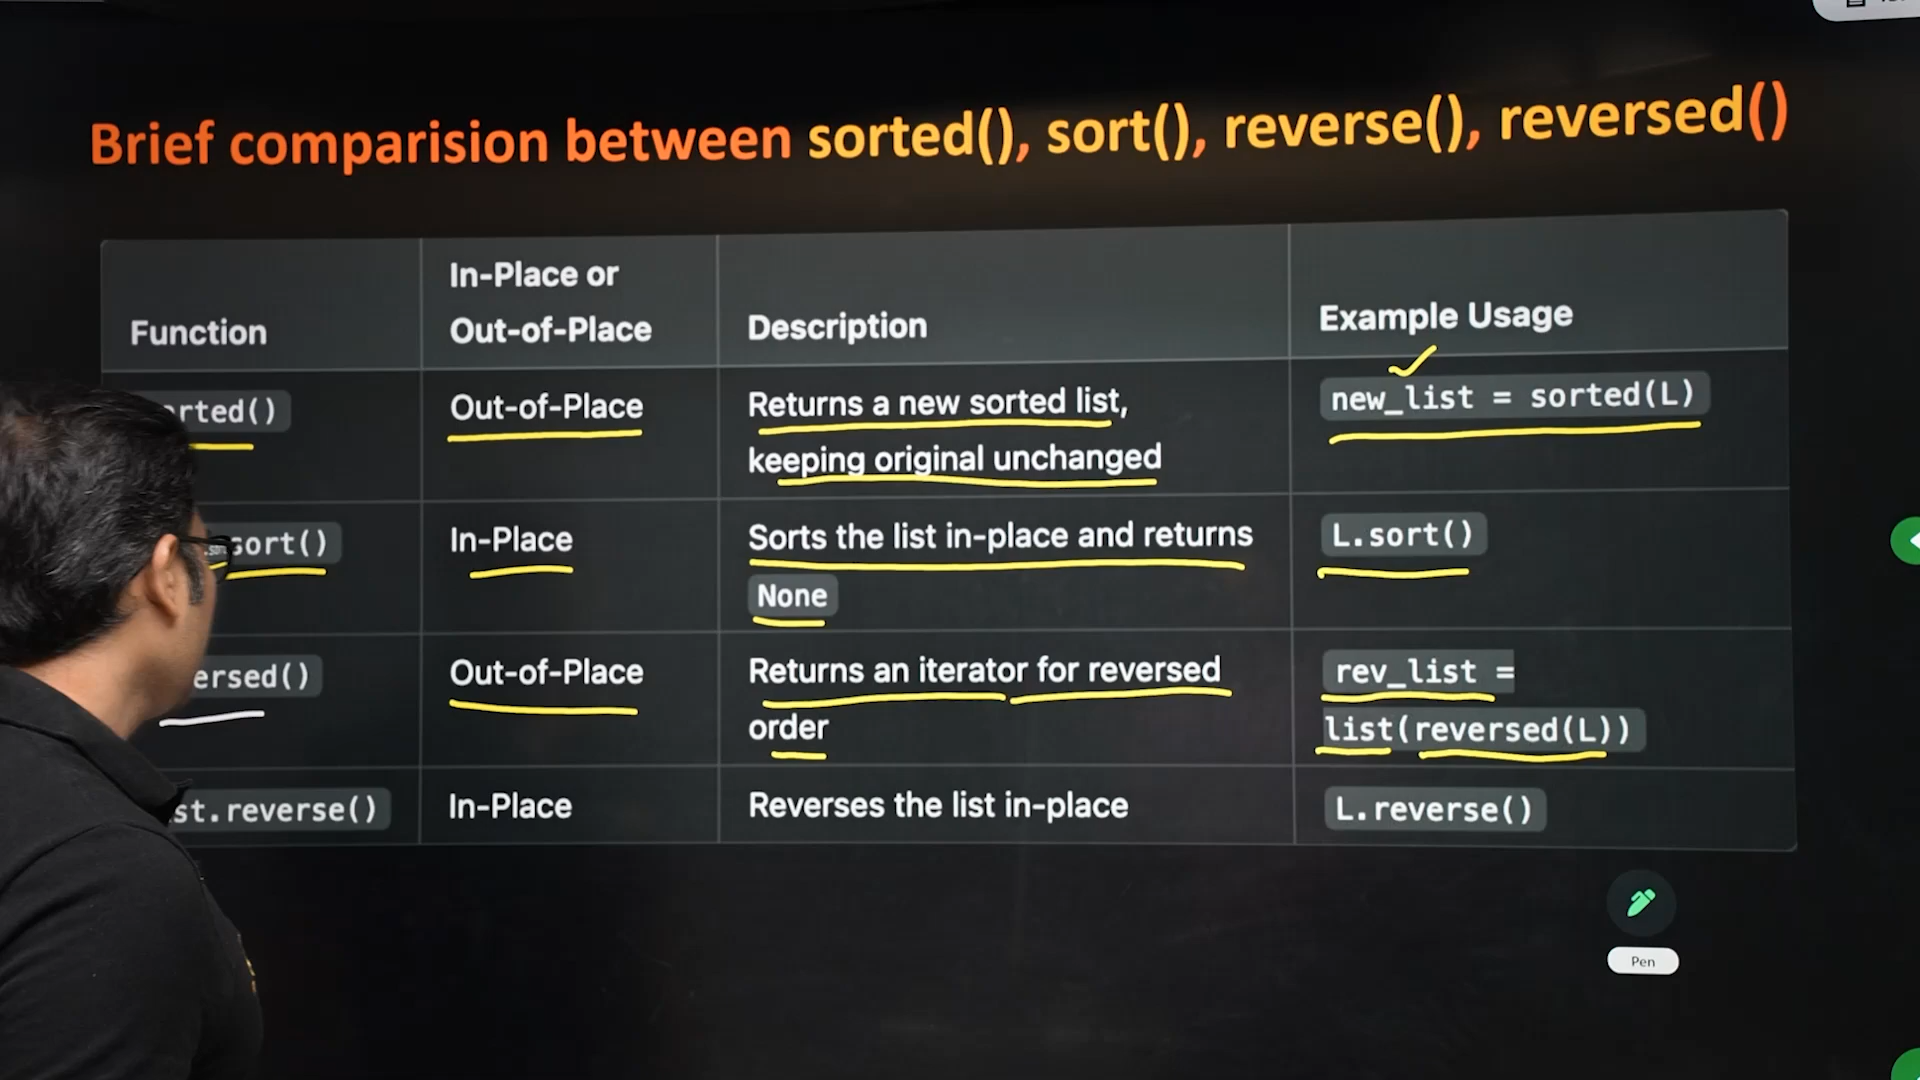 Brief comparision between sorted(), sort(), reverse(), reversed()
In-Place or
Function Out-of-Place Description Example Usage
rted() Out-of-Place Returns a new sorted list, new_list = sorted(L)
keeping original unchanged
sort() In-Place Sorts the list in-place and returns L.sort()
None
ersed() Out-of-Place Returns an iterator for reversed rev_list =
order list(reversed(L))
st.reverse() In-Place Reverses the list in-place L.reverse()
Pen